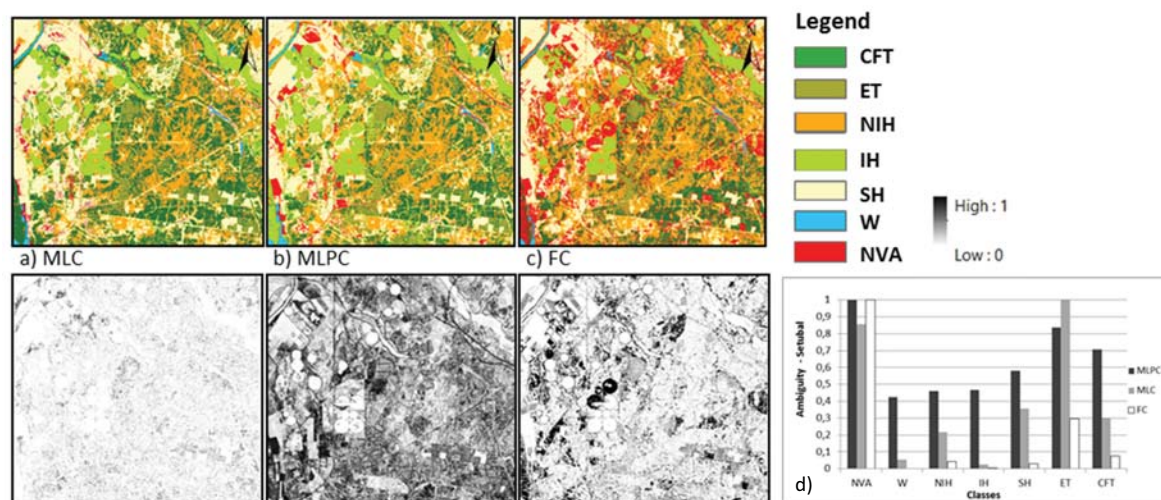 Legend
CFT
ET
NIH
IH
SH
W
NVA
High : 1
Low : 0
a) MLC
b) MLPC
c) FC
Ambiguity - Setubal
1
0,9
0,8
0,7
0,6
0,5
0,4
0,3
0,2
0,1
0
NVA W NIH IH SH ET CFT
Classes
MLPC
MLC
FC
d)